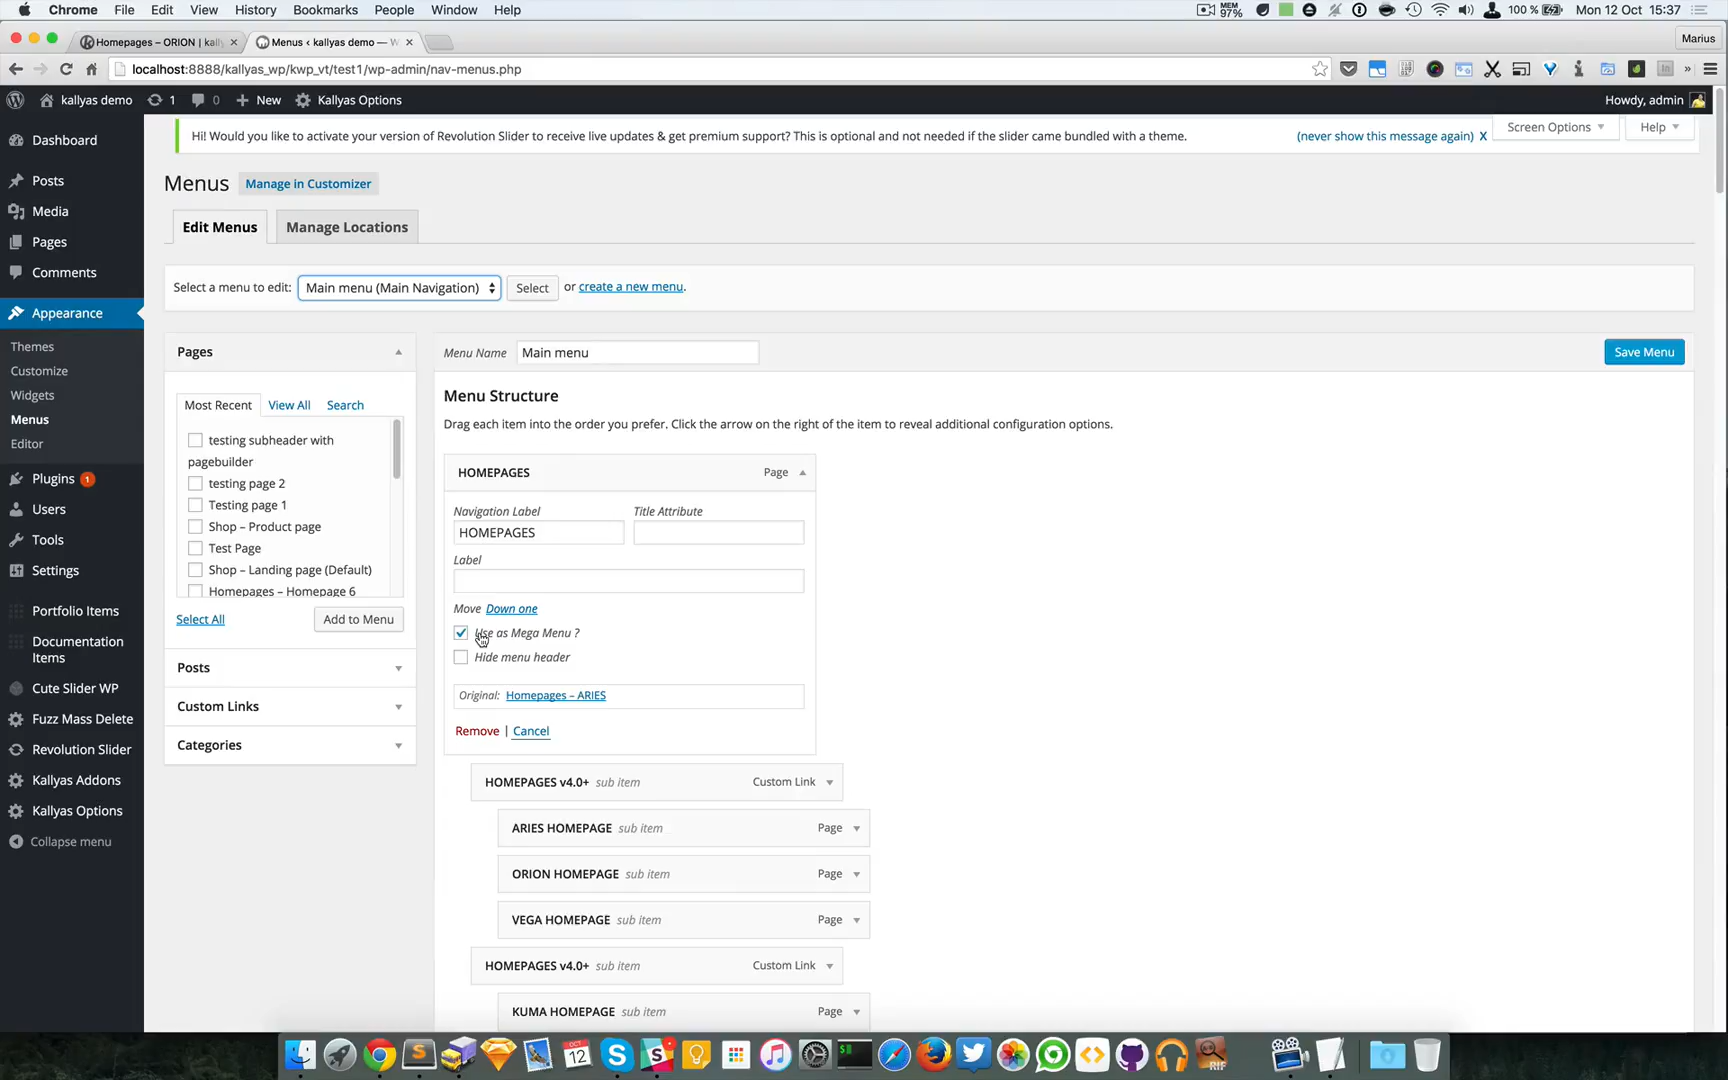 Chrome File Edit View History Bookmarks People Window Help MEM 97% 100% Mon 12 Oct 15:37
Homepages – ORION | kall Menus ‹ kallyas demo — W Marius
localhost:8888/kallyas_wp/kwp_vt/test1/wp-admin/nav-menus.php
kallyas demo 1 0 New Kallyas Options Howdy, admin
Hi! Would you like to activate your version of Revolution Slider to receive live updates & get premium support? This is optional and not needed if the slider came bundled with a theme. (never show this message again) X
Screen Options Help
Dashboard
Posts
Media
Pages
Comments
Appearance
Themes
Customize
Widgets
Menus
Editor
Plugins 1
Users
Tools
Settings
Portfolio Items
Documentation
Items
Cute Slider WP
Fuzz Mass Delete
Revolution Slider
Kallyas Addons
Kallyas Options
Collapse menu
Menus Manage in Customizer
Edit Menus Manage Locations
Select a menu to edit: Main menu (Main Navigation) Select or create a new menu.
Pages
Most Recent View All Search
testing subheader with
pagebuilder
testing page 2
Testing page 1
Shop – Product page
Test Page
Shop – Landing page (Default)
Homepages – Homepage 6
Select All Add to Menu
Posts
Custom Links
Categories
Menu Name Main menu Save Menu
Menu Structure
Drag each item into the order you prefer. Click the arrow on the right of the item to reveal additional configuration options.
HOMEPAGES Page
Navigation Label Title Attribute
HOMEPAGES
Label
Move Down one
Use as Mega Menu ?
Hide menu header
Original: Homepages – ARIES
Remove | Cancel
HOMEPAGES v4.0+ sub item Custom Link
ARIES HOMEPAGE sub item Page
ORION HOMEPAGE sub item Page
VEGA HOMEPAGE sub item Page
HOMEPAGES v4.0+ sub item Custom Link
KUMA HOMEPAGE sub item Page
OCT
12
RIF